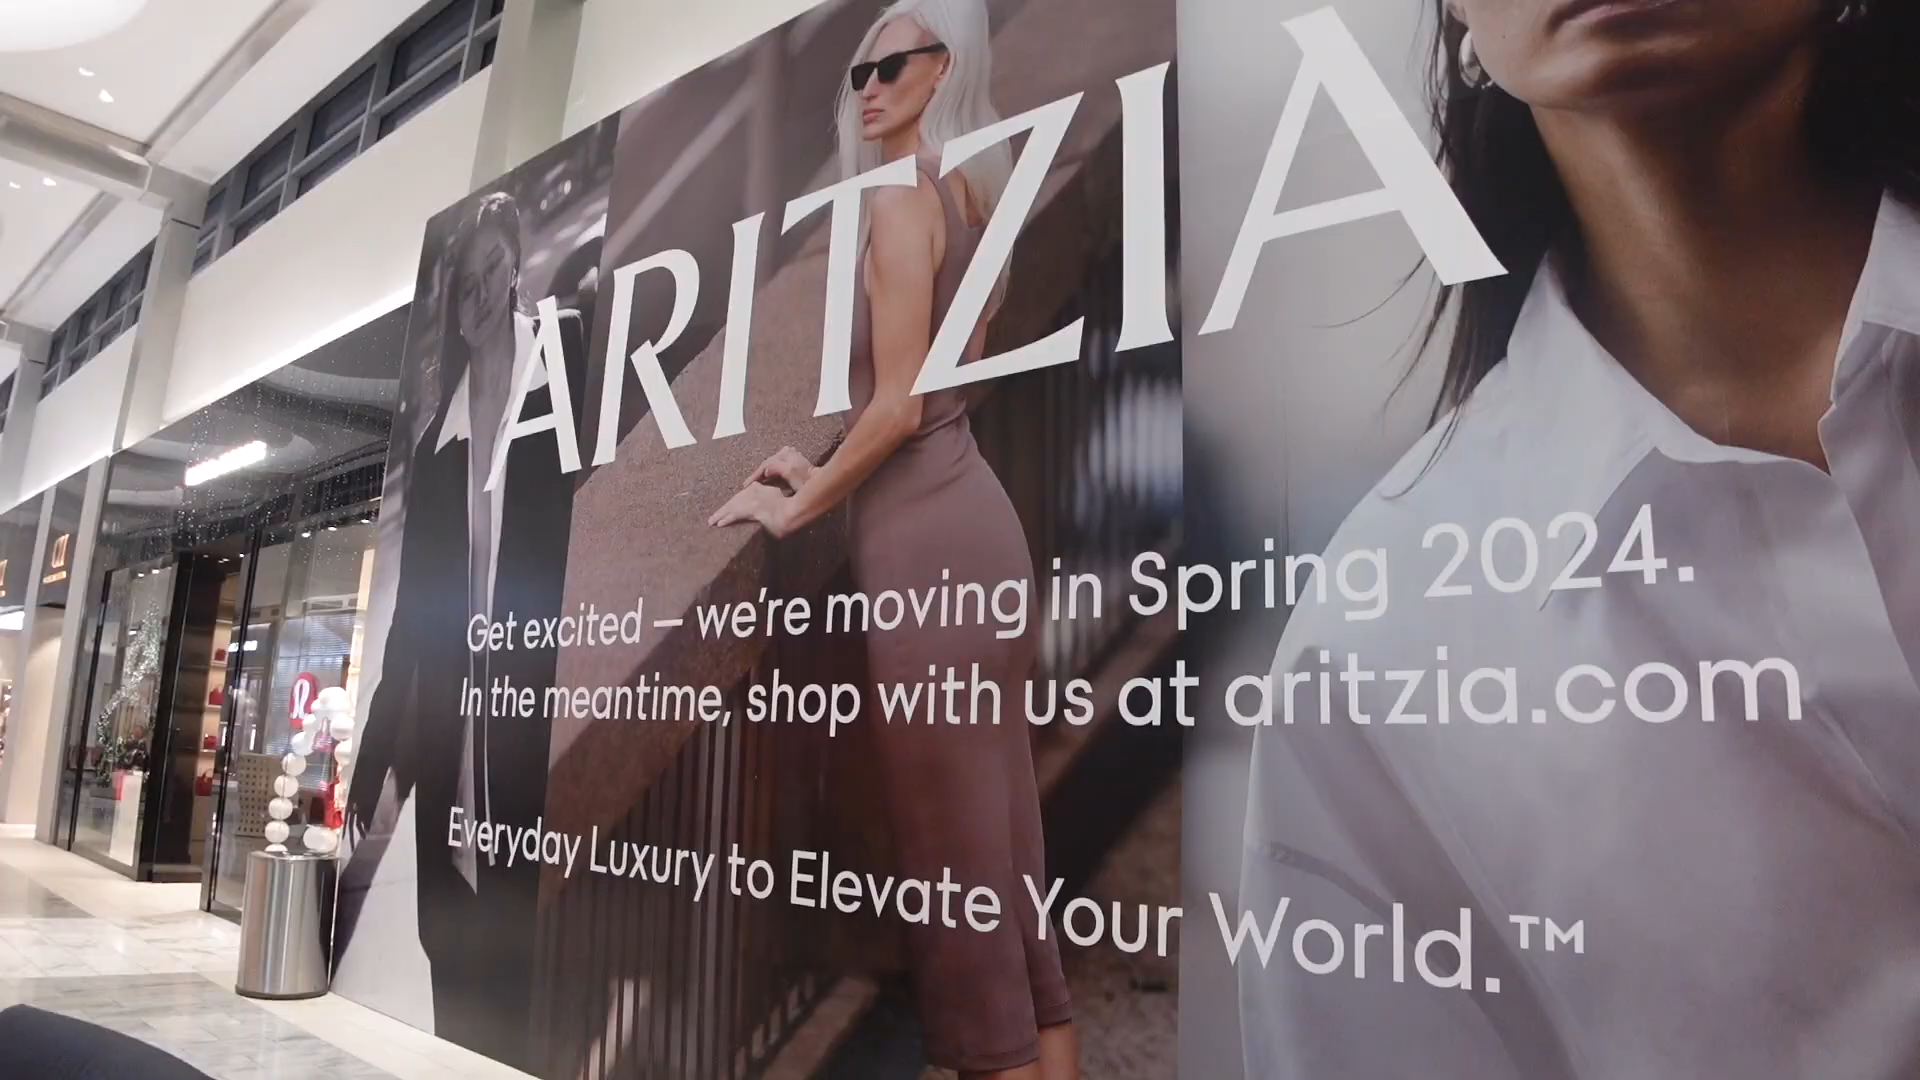 ARITZIA
Get excited – we're moving in Spring 2024.
In the meantime, shop with us at aritzia.com
Everyday Luxury to Elevate Your World.™